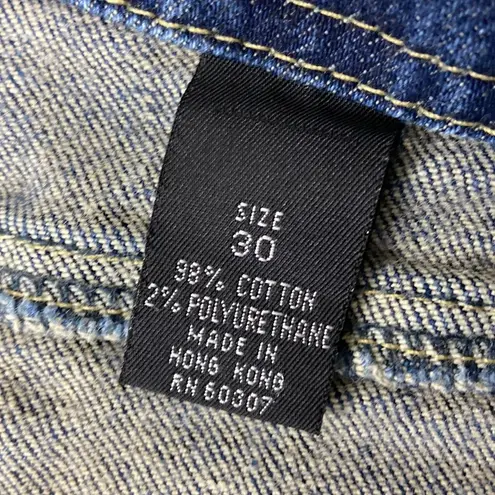 SIZE
30
98% COTTON
2% POLYURETHANE
MADE IN
HONG KONG
RN 60307